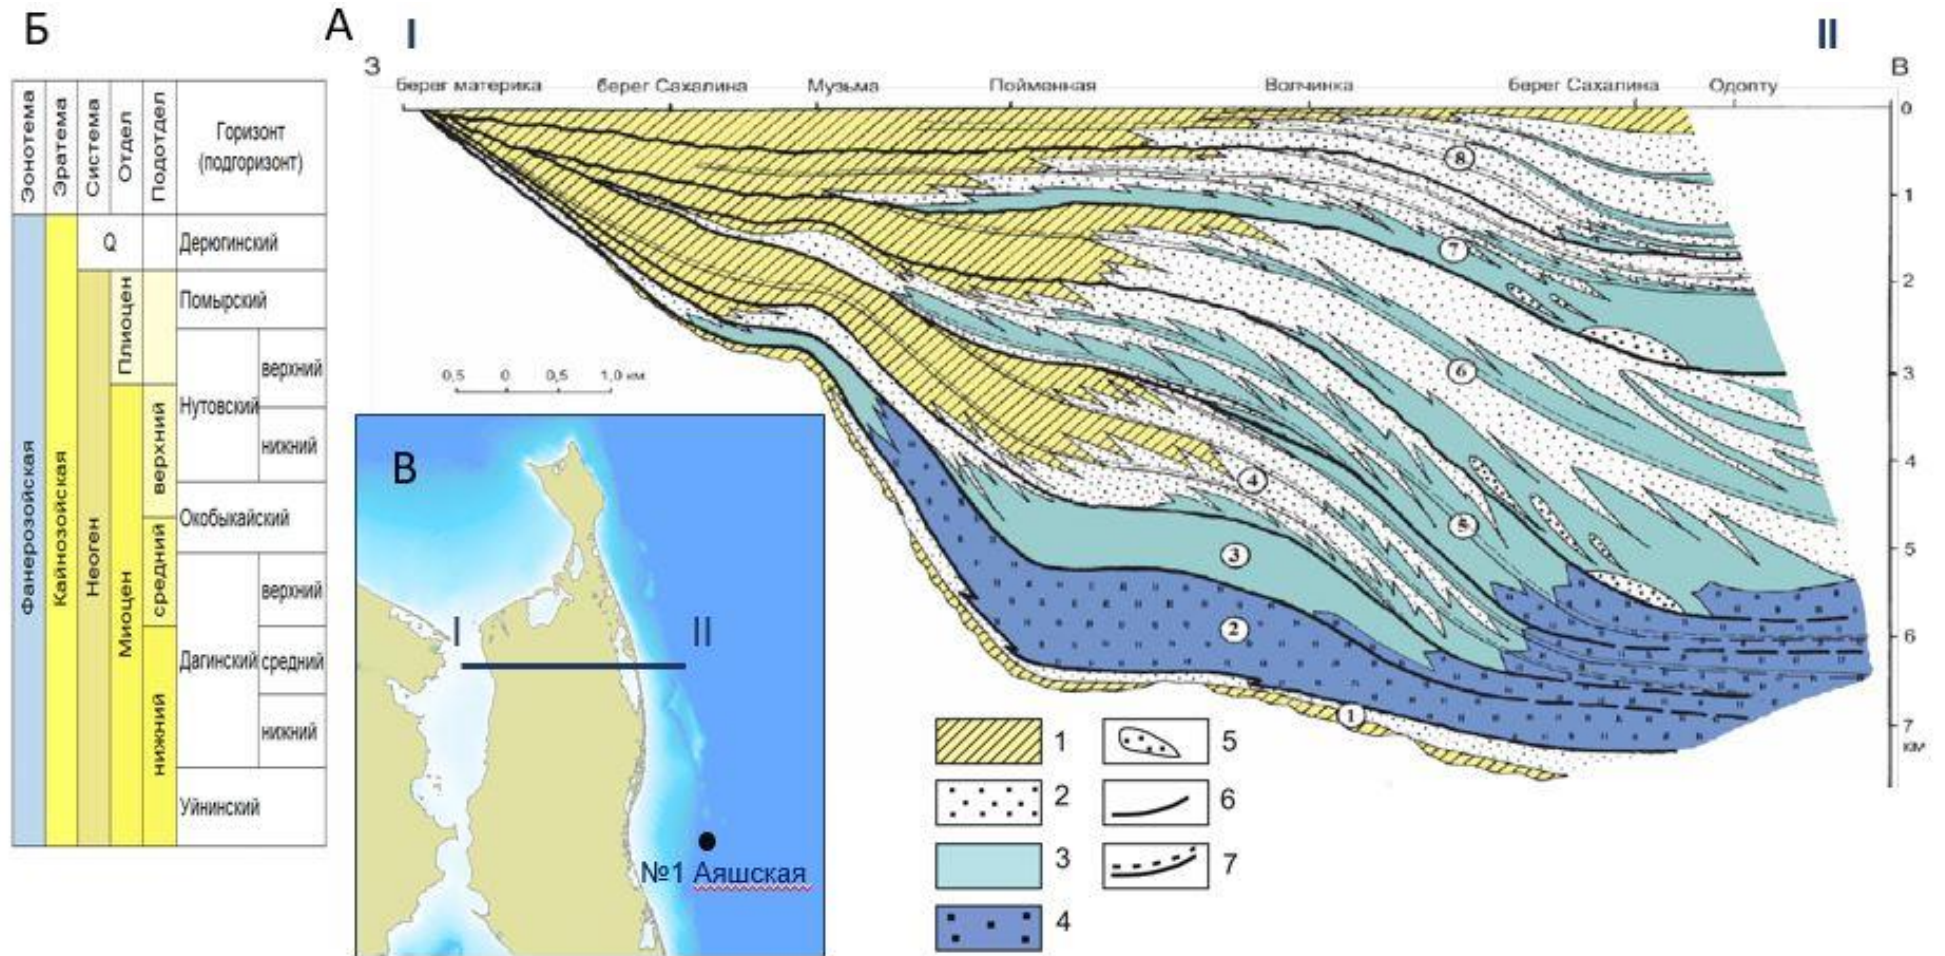 Б
А
I
II
З
В
берег материка
берег Сахалина
Музьма
Пойменная
Волчинка
берег Сахалина
Одопту
Эонотема
Эратема
Система
Отдел
Подотдел
Горизонт
(подгоризонт)
Фанерозойская
Кайнозойская
Неоген
Q
Плиоцен
Миоцен
верхний
средний
нижний
Дерюгинский
Помырский
Нутовский
верхний
нижний
Окобыкайский
Дагинский
верхний
средний
нижний
Уйнинский
0
1
2
3
4
5
6
7
км
8
7
6
5
4
3
2
1
0,5 0 0,5 1,0 км
В
I
II
№1 Аяшская
1
2
3
4
5
6
7